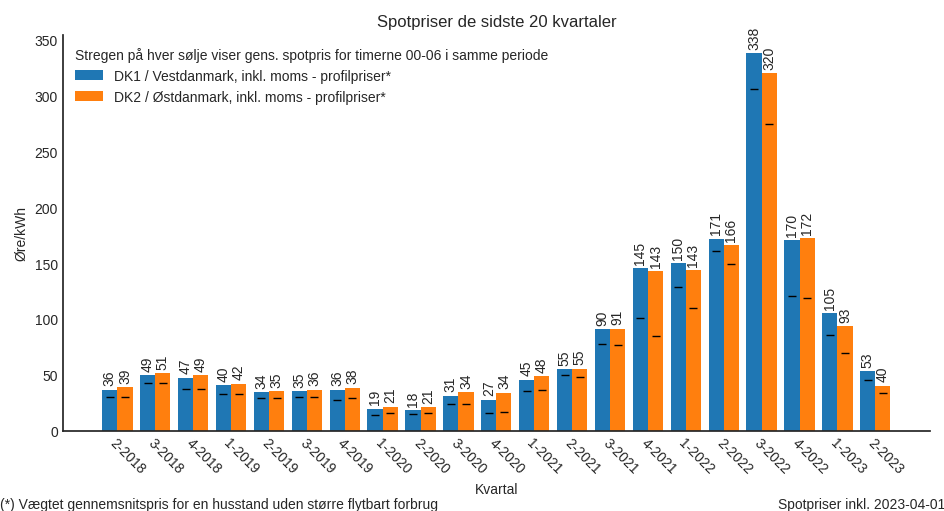 Spotpriser de sidste 20 kvartaler
Stregen på hver sølje viser gens. spotpris for timerne 00-06 i samme periode
DK1 / Vestdanmark, inkl. moms - profilpriser*
DK2 / Østdanmark, inkl. moms - profilpriser*
Øre/kWh
350
300
250
200
150
100
50
0
36 39 49 51 47 49 40 42 34 35 35 36 36 38 19 21 18 21 31 34 27 34 45 48 55 55 90 91 145 143 150 143 171 166 338 320 170 172 105 93 53 40
2-2018 3-2018 4-2018 1-2019 2-2019 3-2019 4-2019 1-2020 2-2020 3-2020 4-2020 1-2021 2-2021 3-2021 4-2021 1-2022 2-2022 3-2022 4-2022 1-2023 2-2023
Kvartal
(*) Vægtet gennemsnitspris for en husstand uden større flytbart forbrug
Spotpriser inkl. 2023-04-01